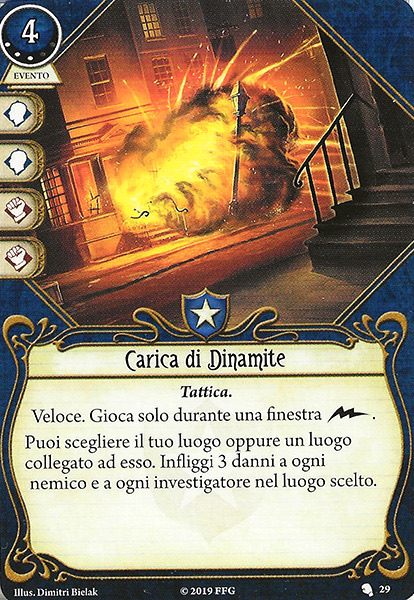 4
EVENTO
Carica di Dinamite
Tattica.
Veloce. Gioca solo durante una finestra .
Puoi scegliere il tuo luogo oppure un luogo
collegato ad esso. Infliggi 3 danni a ogni
nemico e a ogni investigatore nel luogo scelto.
Illus. Dimitri Bielak
© 2019 FFG
29